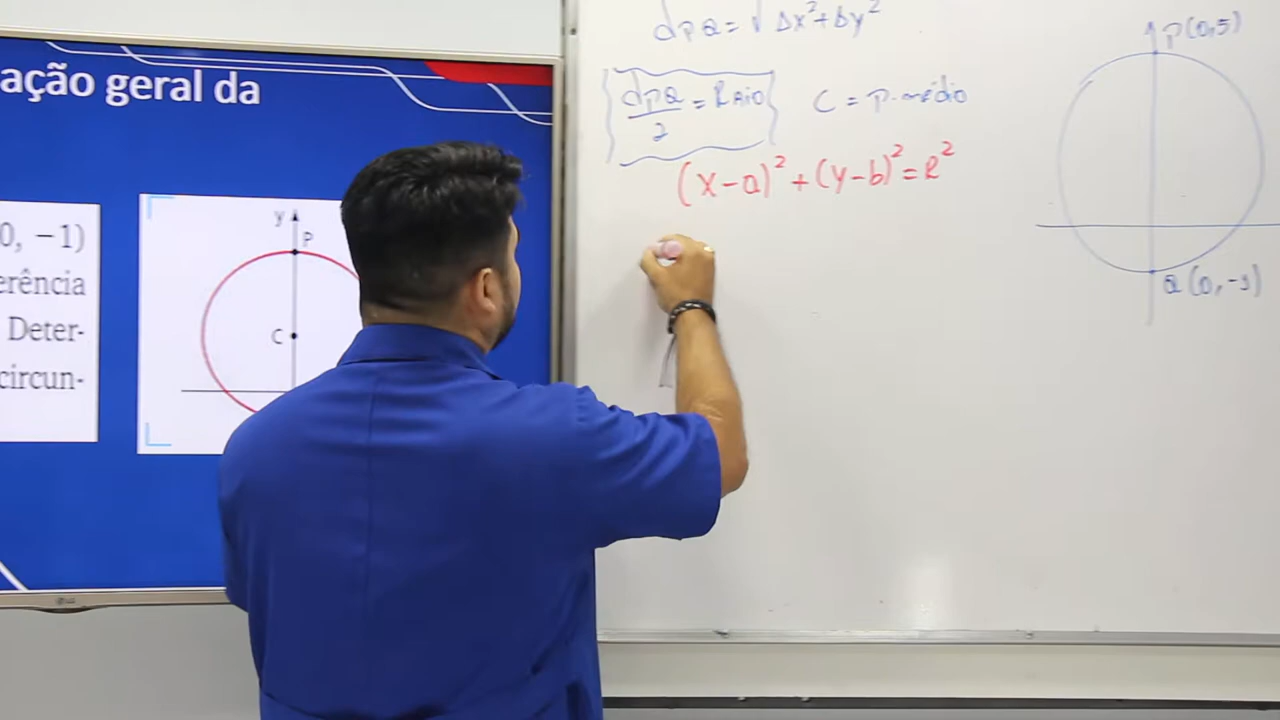 ação geral da
0, −1)
erência
Deter-
circun-
y
P
C
LG
dPQ = √Δx²+Δy²
dPQ/2 = RAIO
C = P. médio
(x-a)²+(y-b)²=R²
P(0,5)
Q(0,-1)